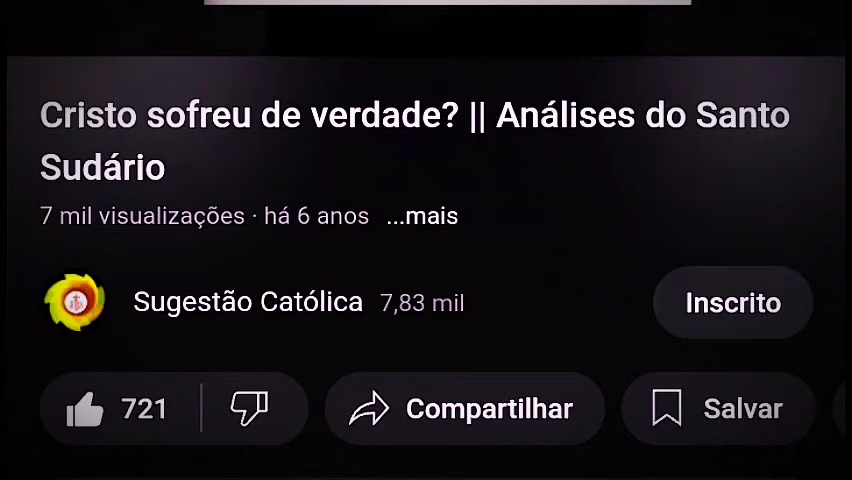 Cristo sofreu de verdade? || Análises do Santo
Sudário
7 mil visualizações · há 6 anos ...mais
Sugestão Católica 7,83 mil
Inscrito
721
Compartilhar
Salvar